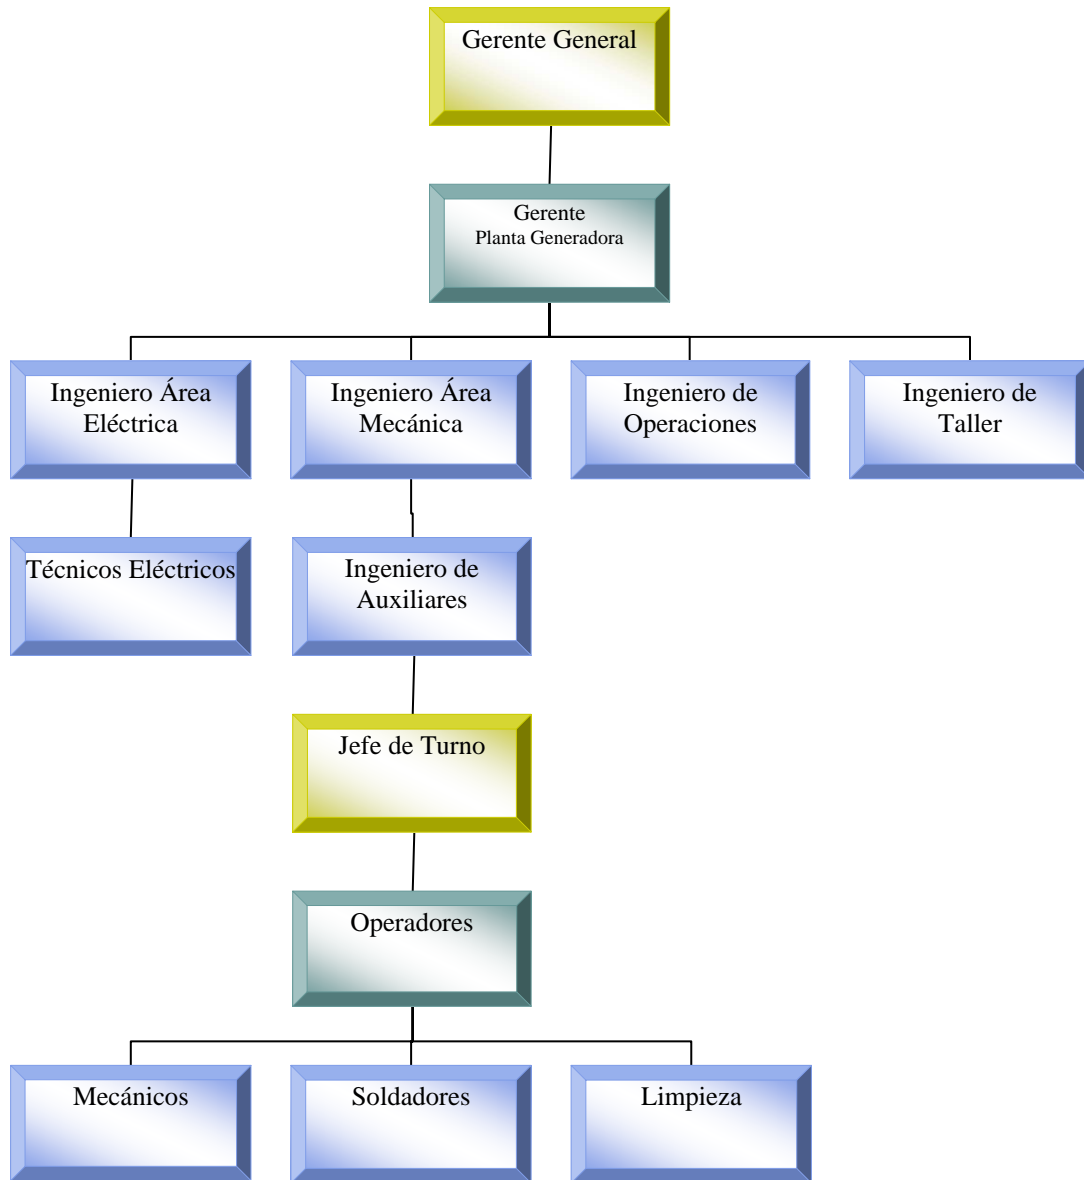 Gerente General
Gerente
Planta Generadora
Ingeniero Área
Eléctrica
Ingeniero Área
Mecánica
Ingeniero de
Operaciones
Ingeniero de
Taller
Técnicos Eléctricos
Ingeniero de
Auxiliares
Jefe de Turno
Operadores
Mecánicos
Soldadores
Limpieza